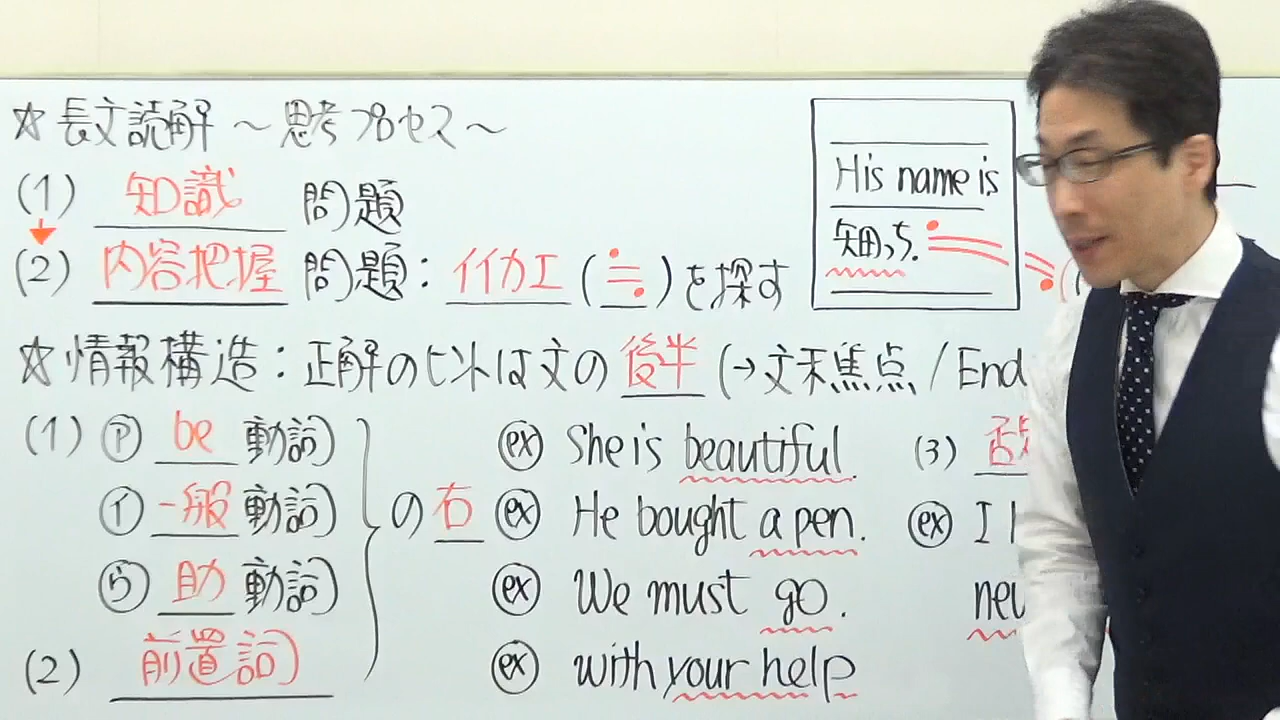 ☆長文読解 ～思考プロセス～
(1) 知識 問題
(2) 内容把握 問題：イイカエ(≒)を探す
His name is
知っち.
☆情報構造：正解のヒントは文の後半(→文末焦点/End
(1) ㋐ be 動詞
㋑ 一般 動詞
㋒ 助 動詞
の右
(2) 前置詞
ex She is beautiful.
ex He bought a pen.
ex We must go.
ex with your help
(3)
ex I